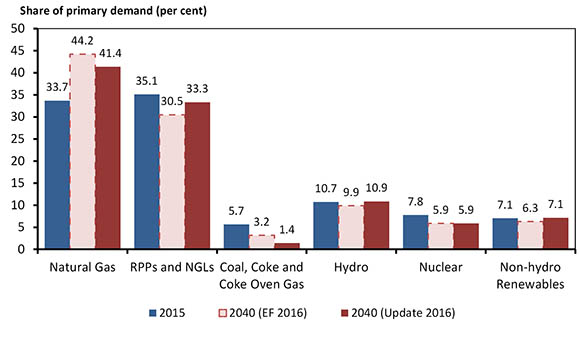 Share of primary demand (per cent)
50
45
40
35
30
25
20
15
10
5
0
33.7
44.2
41.4
35.1
30.5
33.3
5.7
3.2
1.4
10.7
9.9
10.9
7.8
5.9
5.9
7.1
6.3
7.1
Natural Gas
RPPs and NGLs
Coal, Coke and
Coke Oven Gas
Hydro
Nuclear
Non-hydro
Renewables
2015
2040 (EF 2016)
2040 (Update 2016)